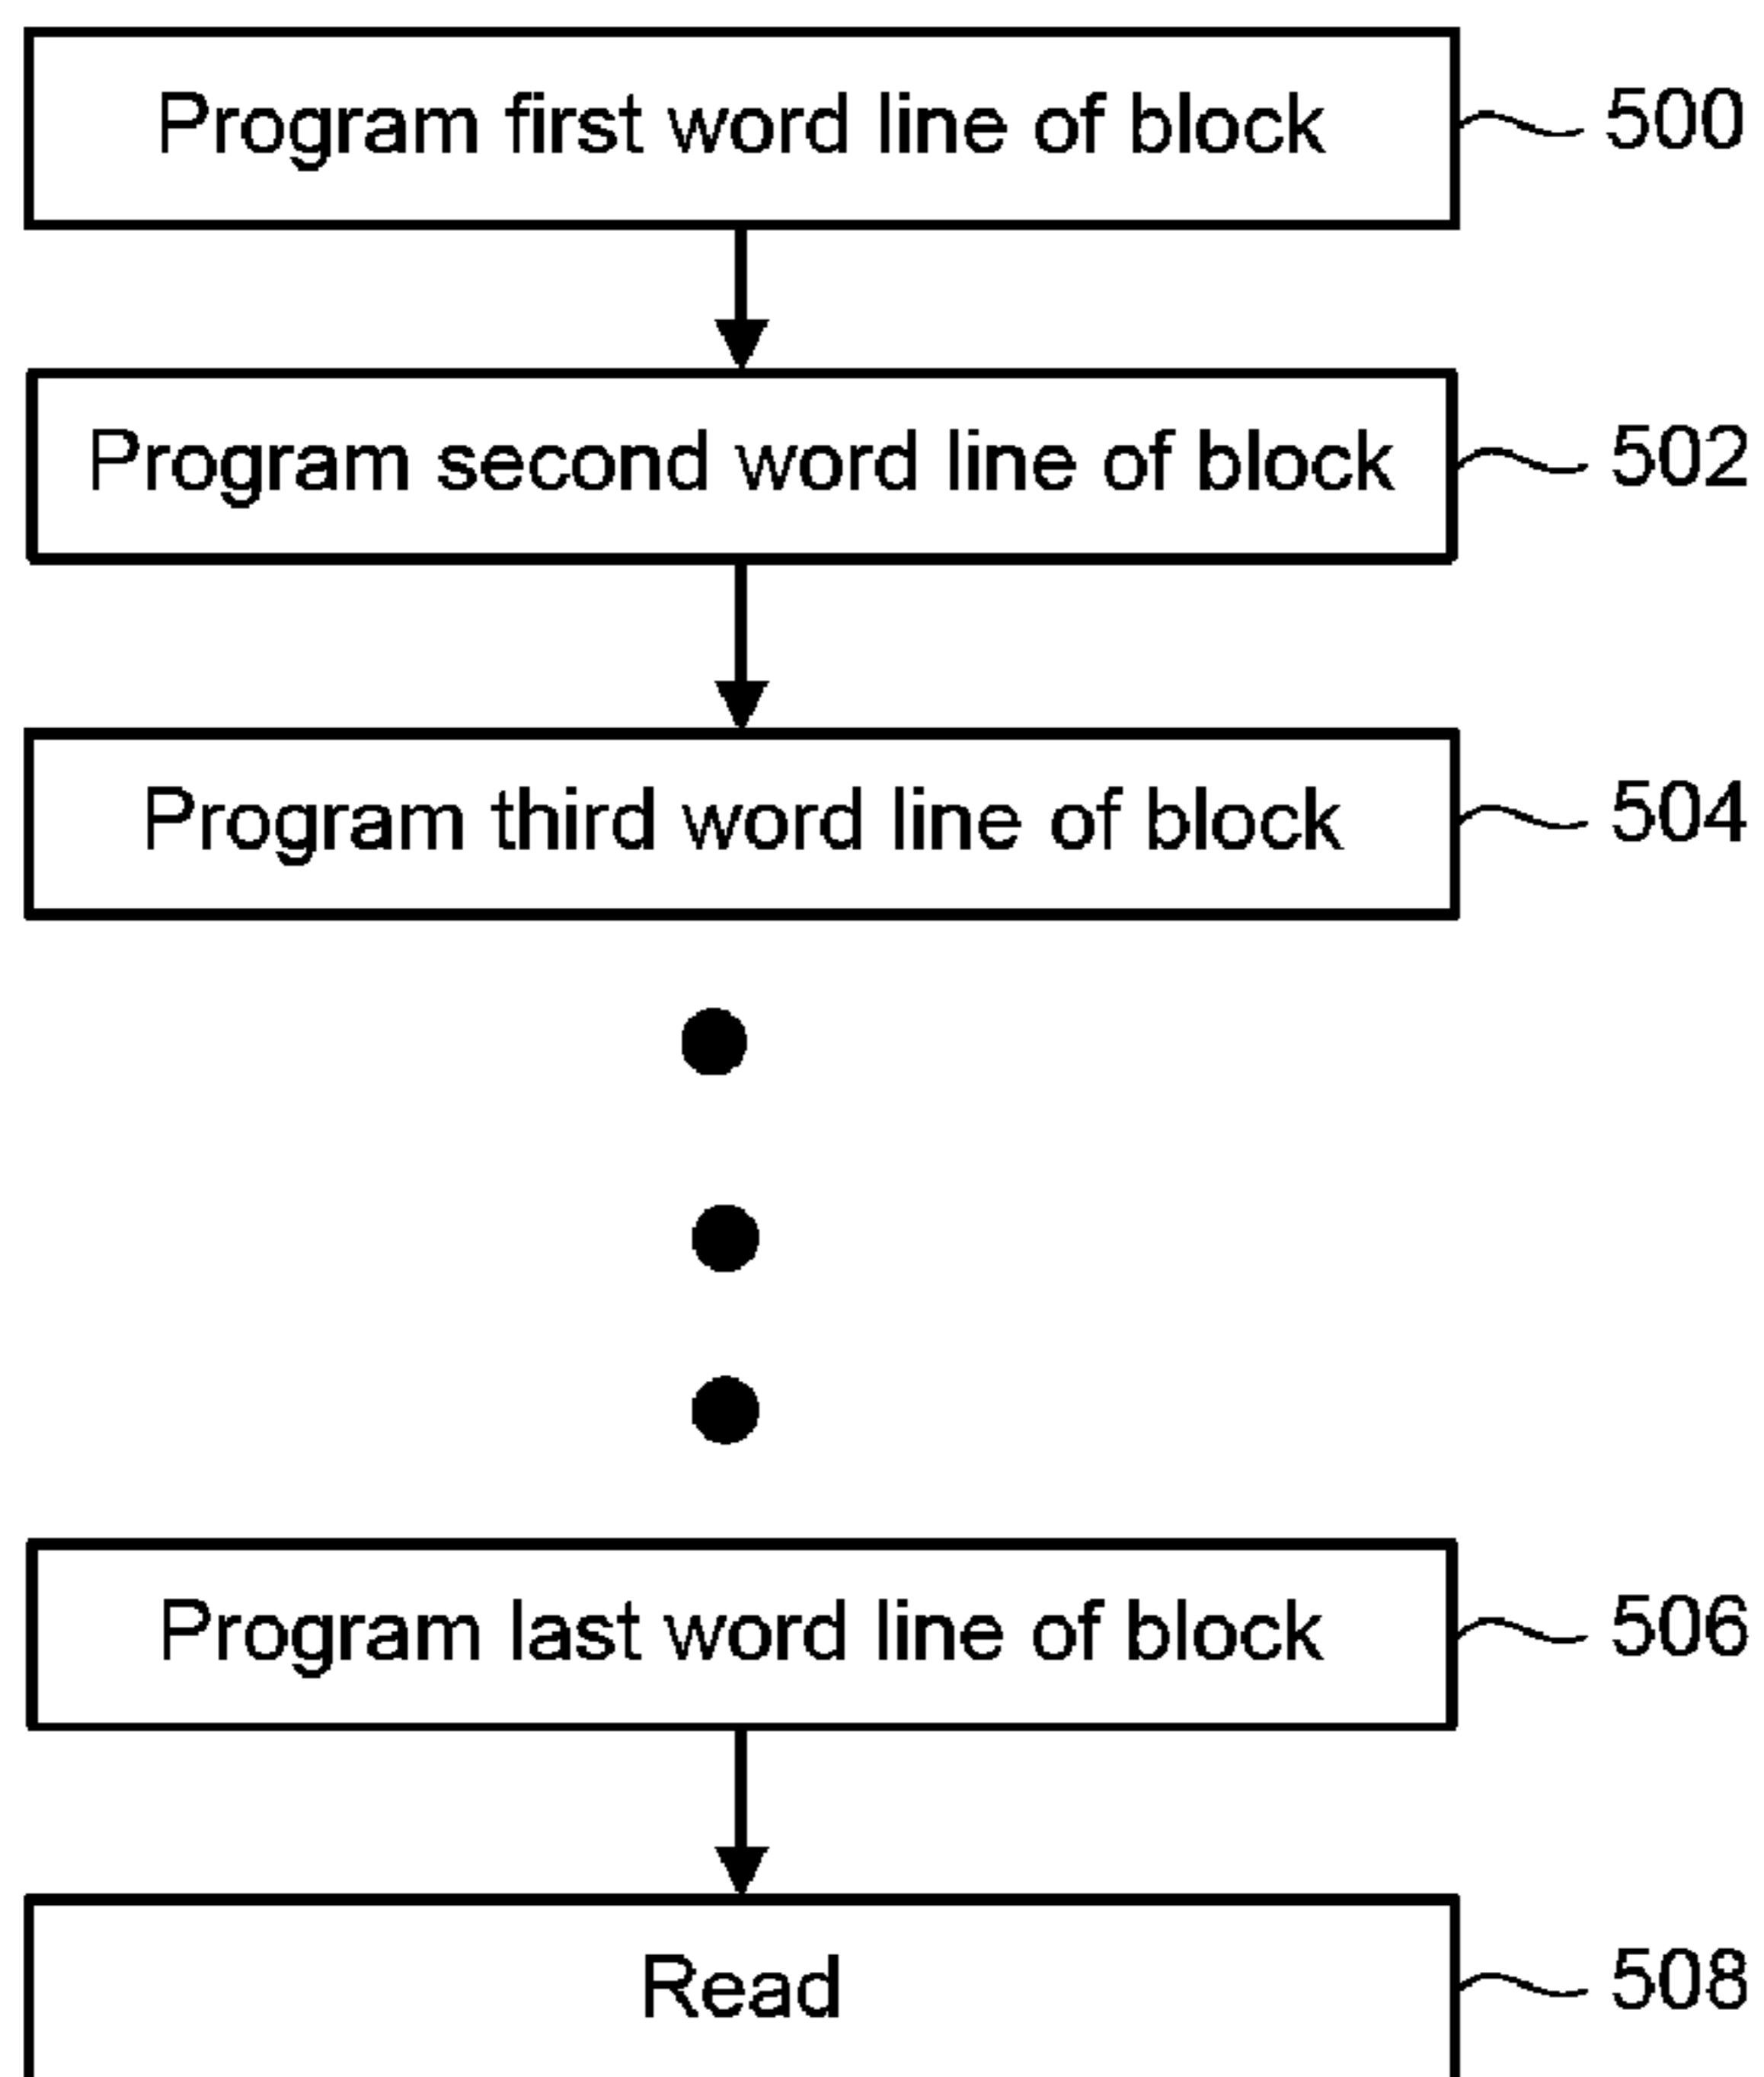 Program first word line of block 500
Program second word line of block 502
Program third word line of block 504
Program last word line of block 506
Read 508